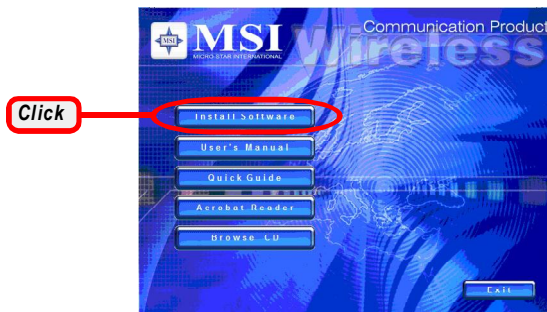 Communication Product
MSI
MSI
MICRO-STAR INTERNATIONAL
Wireless
Click
Install Software
User's Manual
Quick Guide
Acrobat Reader
Browse CD
Exit